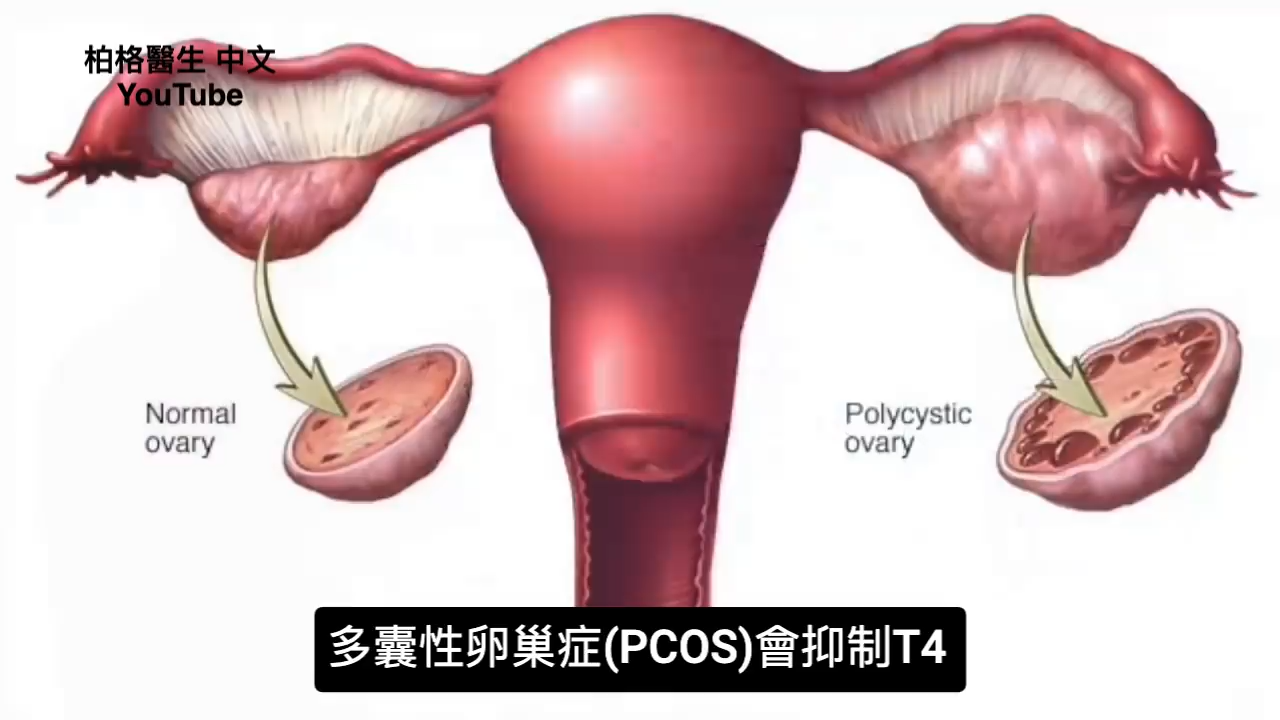 柏格醫生 中文
YouTube
Normal
ovary
Polycystic
ovary
多囊性卵巢症(PCOS)會抑制T4